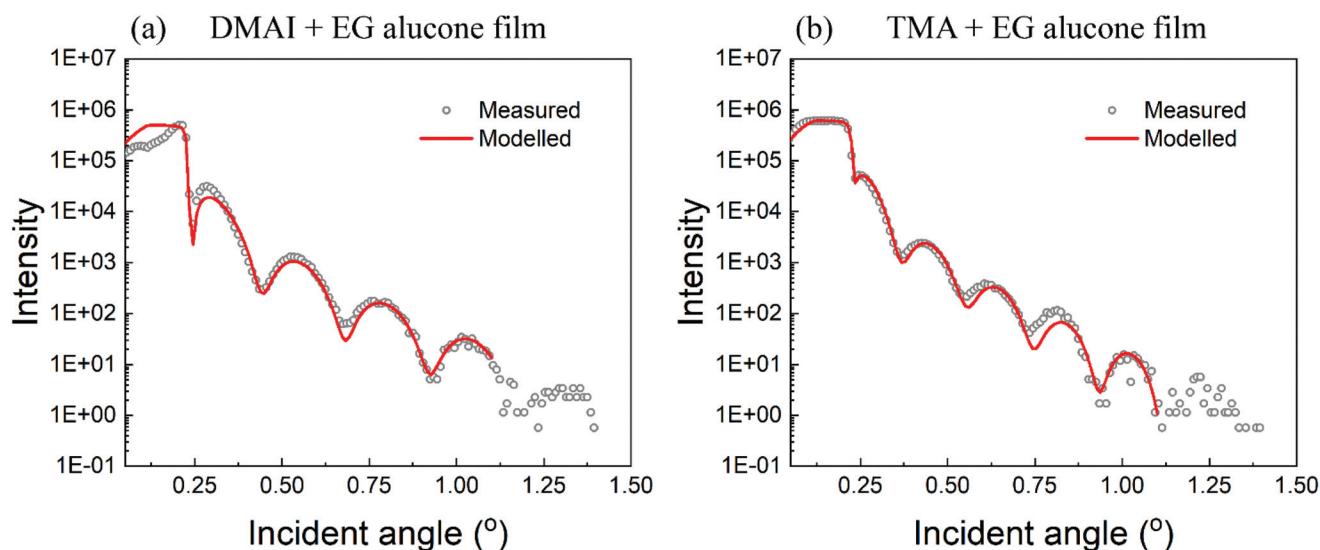 (a) DMAI + EG alucone film
1E+07
1E+06
1E+05
1E+04
1E+03
1E+02
1E+01
1E+00
1E−01
Intensity
Measured
Modelled
0.25 0.50 0.75 1.00 1.25 1.50
Incident angle (º)
(b) TMA + EG alucone film
1E+07
1E+06
1E+05
1E+04
1E+03
1E+02
1E+01
1E+00
1E−01
Intensity
Measured
Modelled
0.25 0.50 0.75 1.00 1.25 1.50
Incident angle (º)